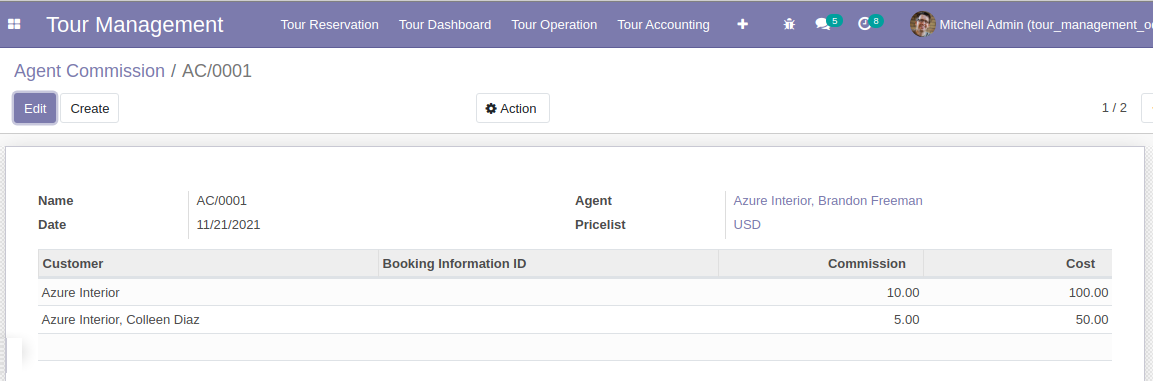 Tour Management Tour Reservation Tour Dashboard Tour Operation Tour Accounting 5 8 Mitchell Admin (tour_management_o
Agent Commission / AC/0001
Edit Create Action 1 / 2
Name AC/0001 Agent Azure Interior, Brandon Freeman
Date 11/21/2021 Pricelist USD
Customer Booking Information ID Commission Cost
Azure Interior 10.00 100.00
Azure Interior, Colleen Diaz 5.00 50.00